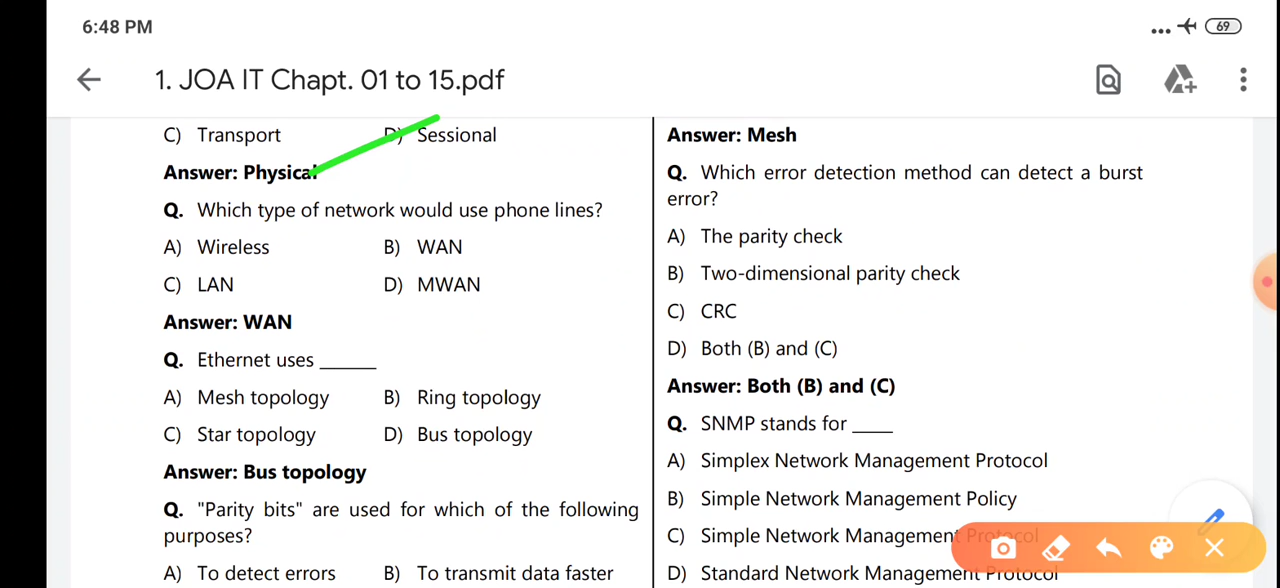 6:48 PM
69
1. JOA IT Chapt. 01 to 15.pdf
C) Transport D) Sessional
Answer: Physical
Q. Which type of network would use phone lines?
A) Wireless B) WAN
C) LAN D) MWAN
Answer: WAN
Q. Ethernet uses ______
A) Mesh topology B) Ring topology
C) Star topology D) Bus topology
Answer: Bus topology
Q. "Parity bits" are used for which of the following
purposes?
A) To detect errors B) To transmit data faster
Answer: Mesh
Q. Which error detection method can detect a burst
error?
A) The parity check
B) Two-dimensional parity check
C) CRC
D) Both (B) and (C)
Answer: Both (B) and (C)
Q. SNMP stands for ____
A) Simplex Network Management Protocol
B) Simple Network Management Policy
C) Simple Network Management Protocol
D) Standard Network Management Protocol